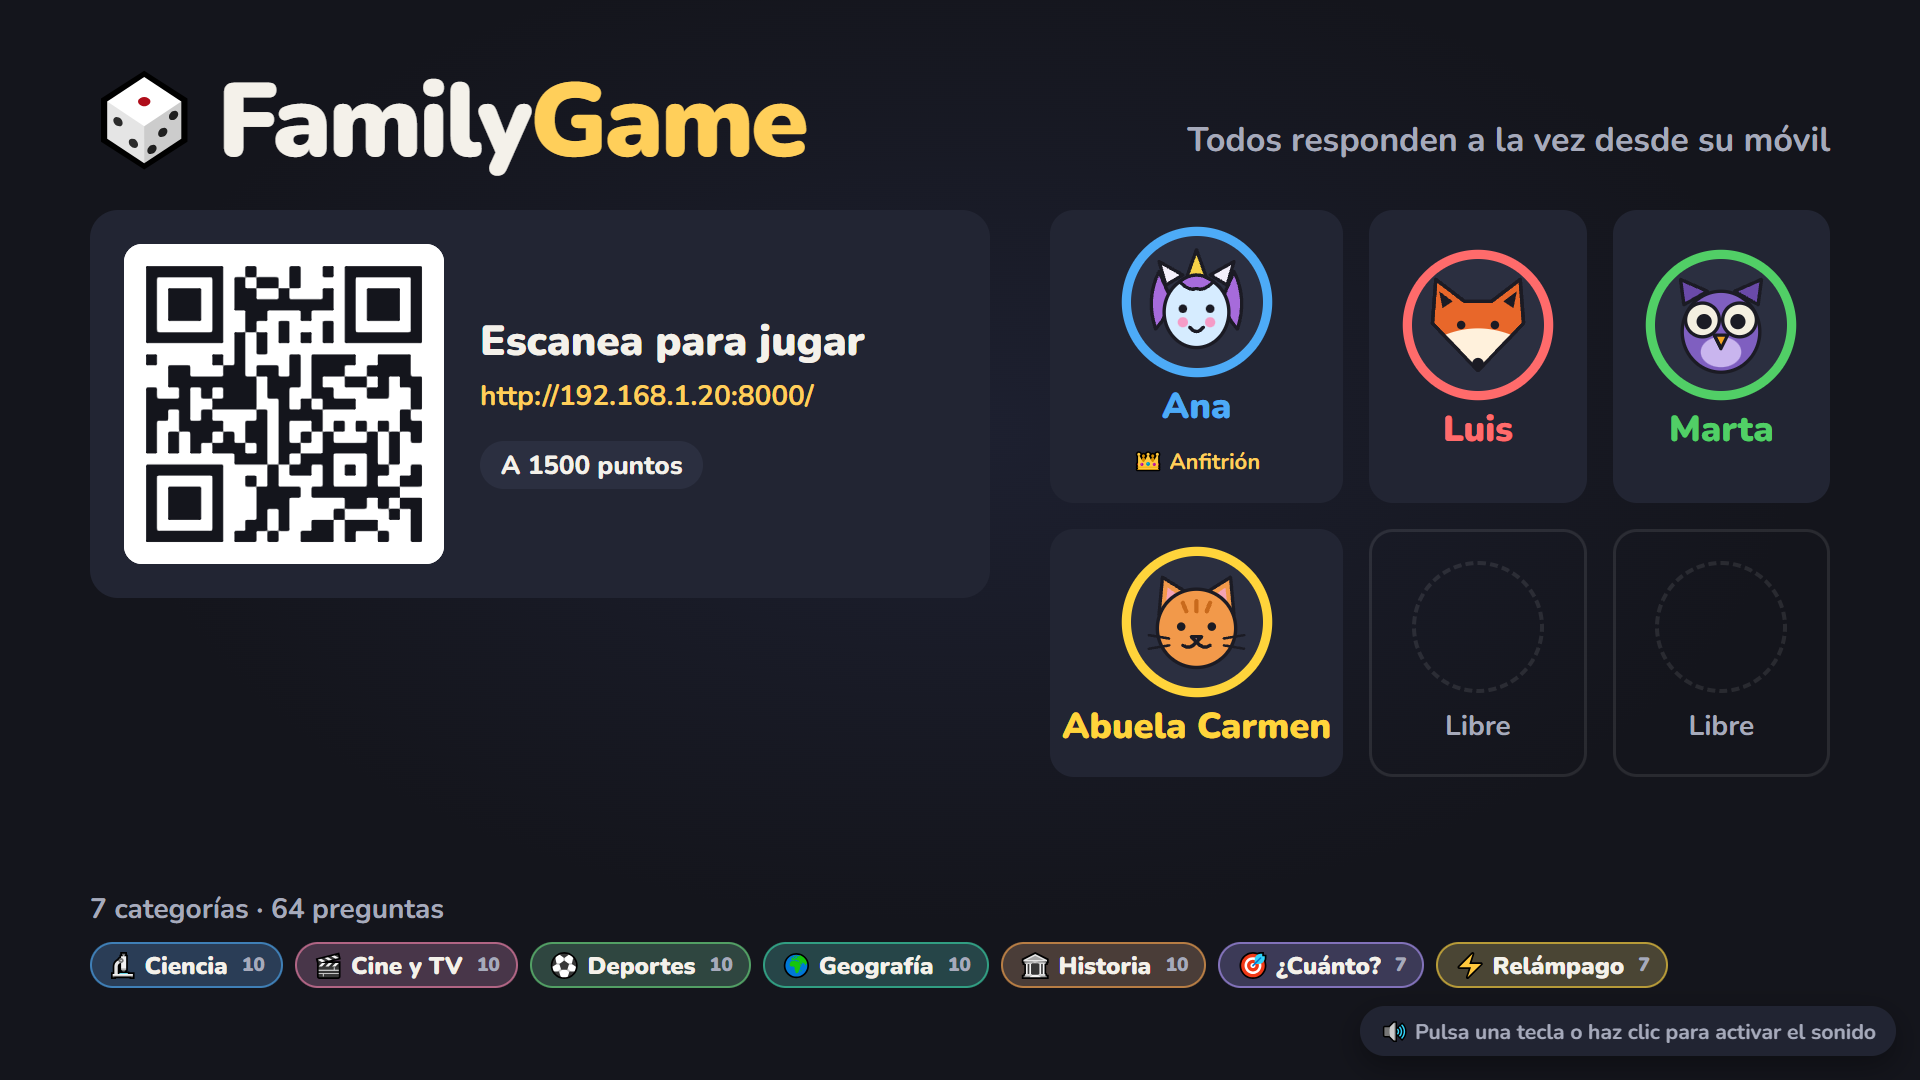 FamilyGame
Todos responden a la vez desde su móvil
Escanea para jugar
http://192.168.1.20:8000/
A 1500 puntos
Ana
Anfitrión
Luis
Marta
Abuela Carmen
Libre
Libre
7 categorías · 64 preguntas
Ciencia 10
Cine y TV 10
Deportes 10
Geografía 10
Historia 10
¿Cuánto? 7
Relámpago 7
Pulsa una tecla o haz clic para activar el sonido